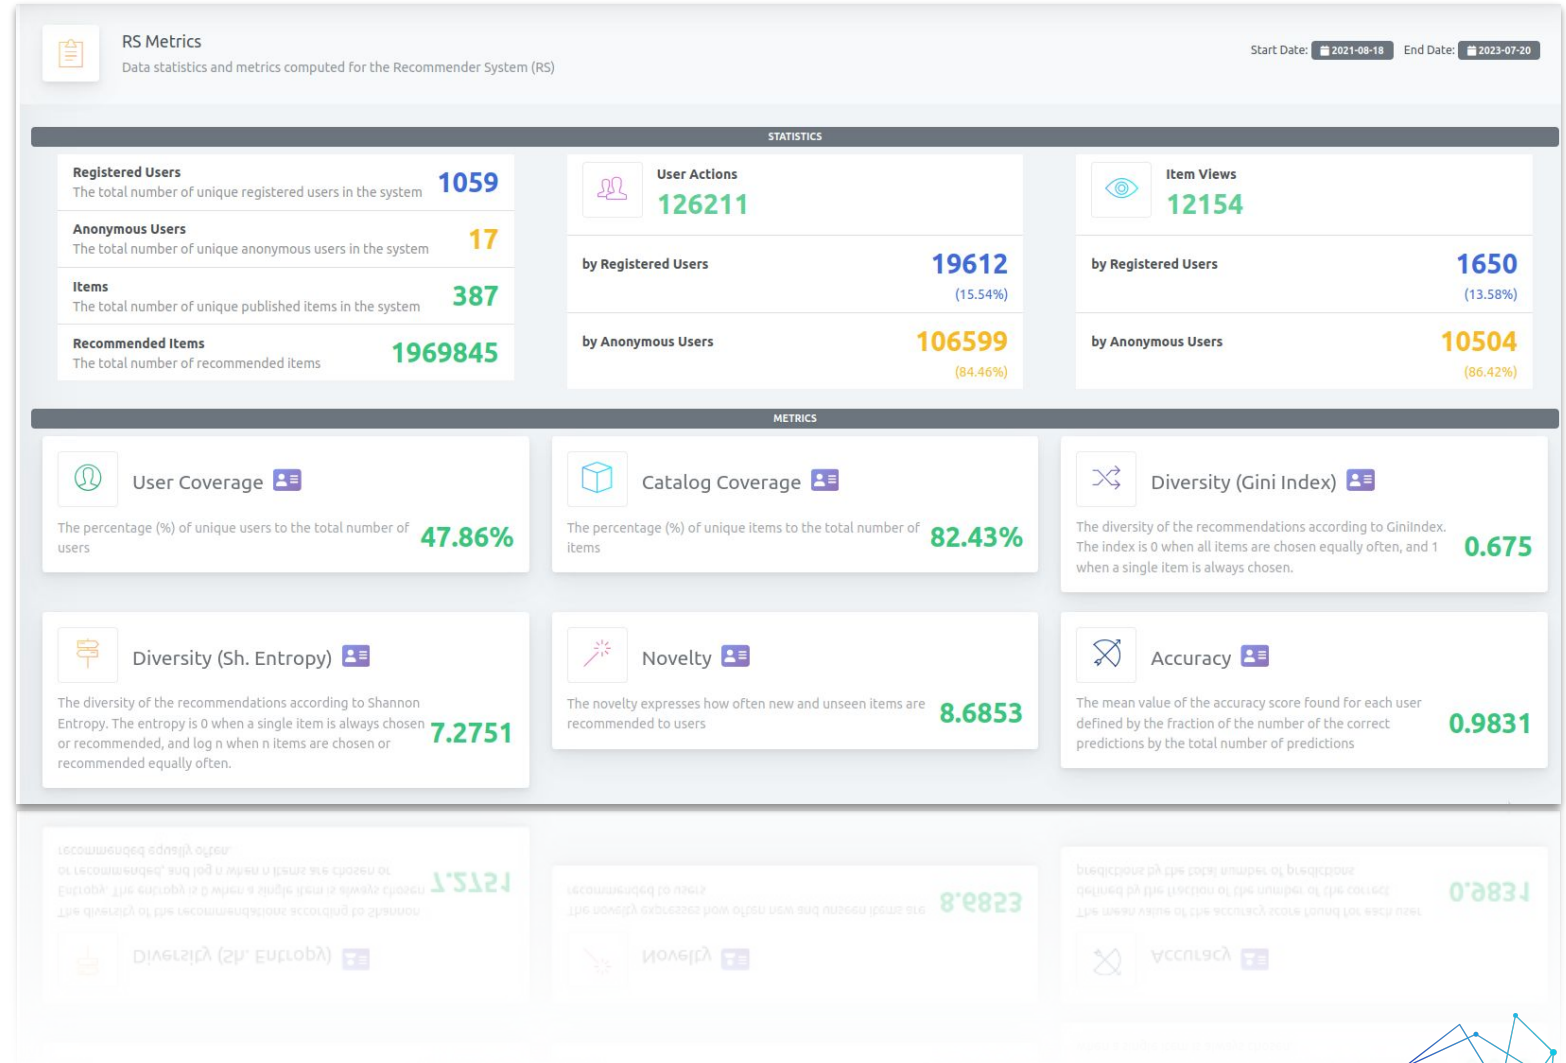 RS Metrics
Data statistics and metrics computed for the Recommender System (RS)
Start Date: 2021-08-18 End Date: 2023-07-20
STATISTICS
Registered Users
The total number of unique registered users in the system
1059
Anonymous Users
The total number of unique anonymous users in the system
17
Items
The total number of unique published items in the system
387
Recommended Items
The total number of recommended items
1969845
User Actions
126211
by Registered Users
19612
(15.54%)
by Anonymous Users
106599
(84.46%)
Item Views
12154
by Registered Users
1650
(13.58%)
by Anonymous Users
10504
(86.42%)
METRICS
User Coverage
The percentage (%) of unique users to the total number of
users
47.86%
Catalog Coverage
The percentage (%) of unique items to the total number of
items
82.43%
Diversity (Gini Index)
The diversity of the recommendations according to GiniIndex.
The index is 0 when all items are chosen equally often, and 1
when a single item is always chosen.
0.675
Diversity (Sh. Entropy)
The diversity of the recommendations according to Shannon
Entropy. The entropy is 0 when a single item is always chosen
or recommended, and log n when n items are chosen or
recommended equally often.
7.2751
Novelty
The novelty expresses how often new and unseen items are
recommended to users
8.6853
Accuracy
The mean value of the accuracy score found for each user
defined by the fraction of the number of the correct
predictions by the total number of predictions
0.9831